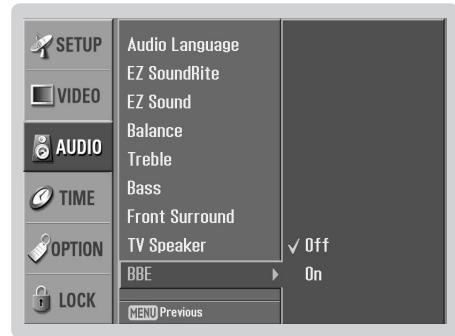 SETUP
VIDEO
AUDIO
TIME
OPTION
LOCK
Audio Language
EZ SoundRite
EZ Sound
Balance
Treble
Bass
Front Surround
TV Speaker
BBE
MENU Previous
Off
On